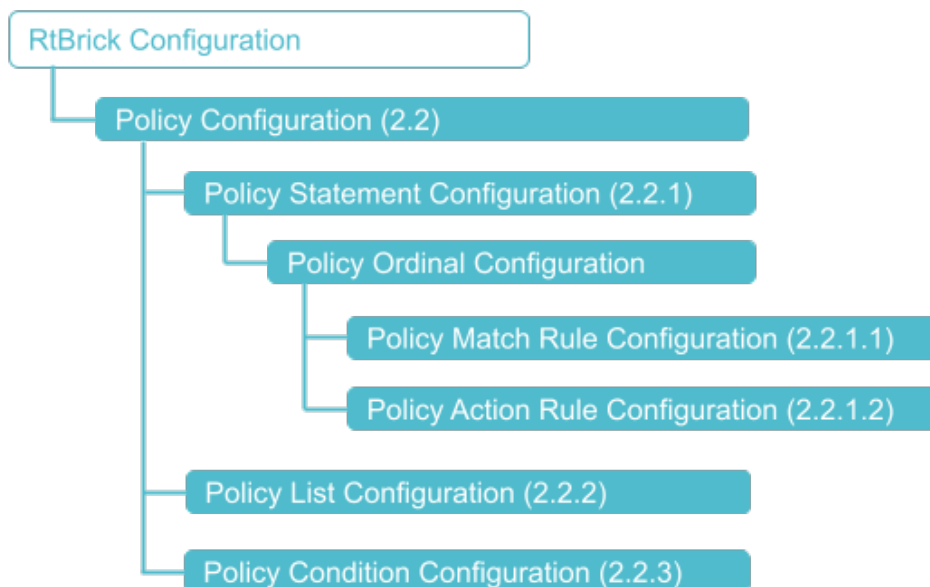 RtBrick Configuration
Policy Configuration (2.2)
Policy Statement Configuration (2.2.1)
Policy Ordinal Configuration
Policy Match Rule Configuration (2.2.1.1)
Policy Action Rule Configuration (2.2.1.2)
Policy List Configuration (2.2.2)
Policy Condition Configuration (2.2.3)